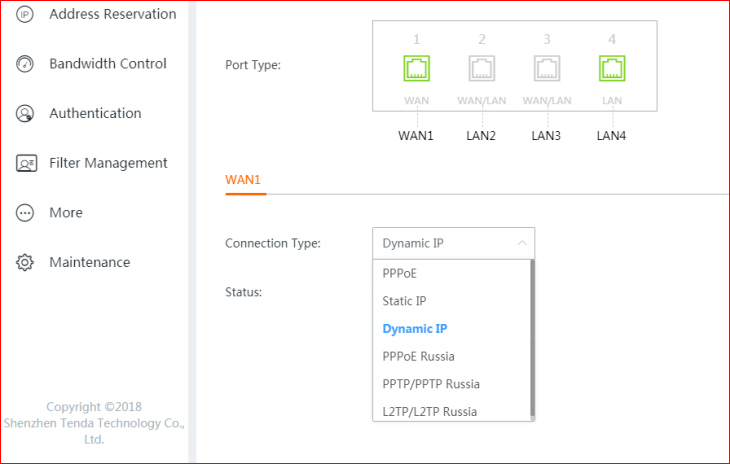 IP Address Reservation
Bandwidth Control
Authentication
Filter Management
More
Maintenance
Copyright ©2018
Shenzhen Tenda Technology Co.,
Ltd.
Port Type:
1 2 3 4
WAN WAN/LAN WAN/LAN LAN
WAN1 LAN2 LAN3 LAN4
WAN1
Connection Type: Dynamic IP
PPPoE
Status:
Static IP
Dynamic IP
PPPoE Russia
PPTP/PPTP Russia
L2TP/L2TP Russia